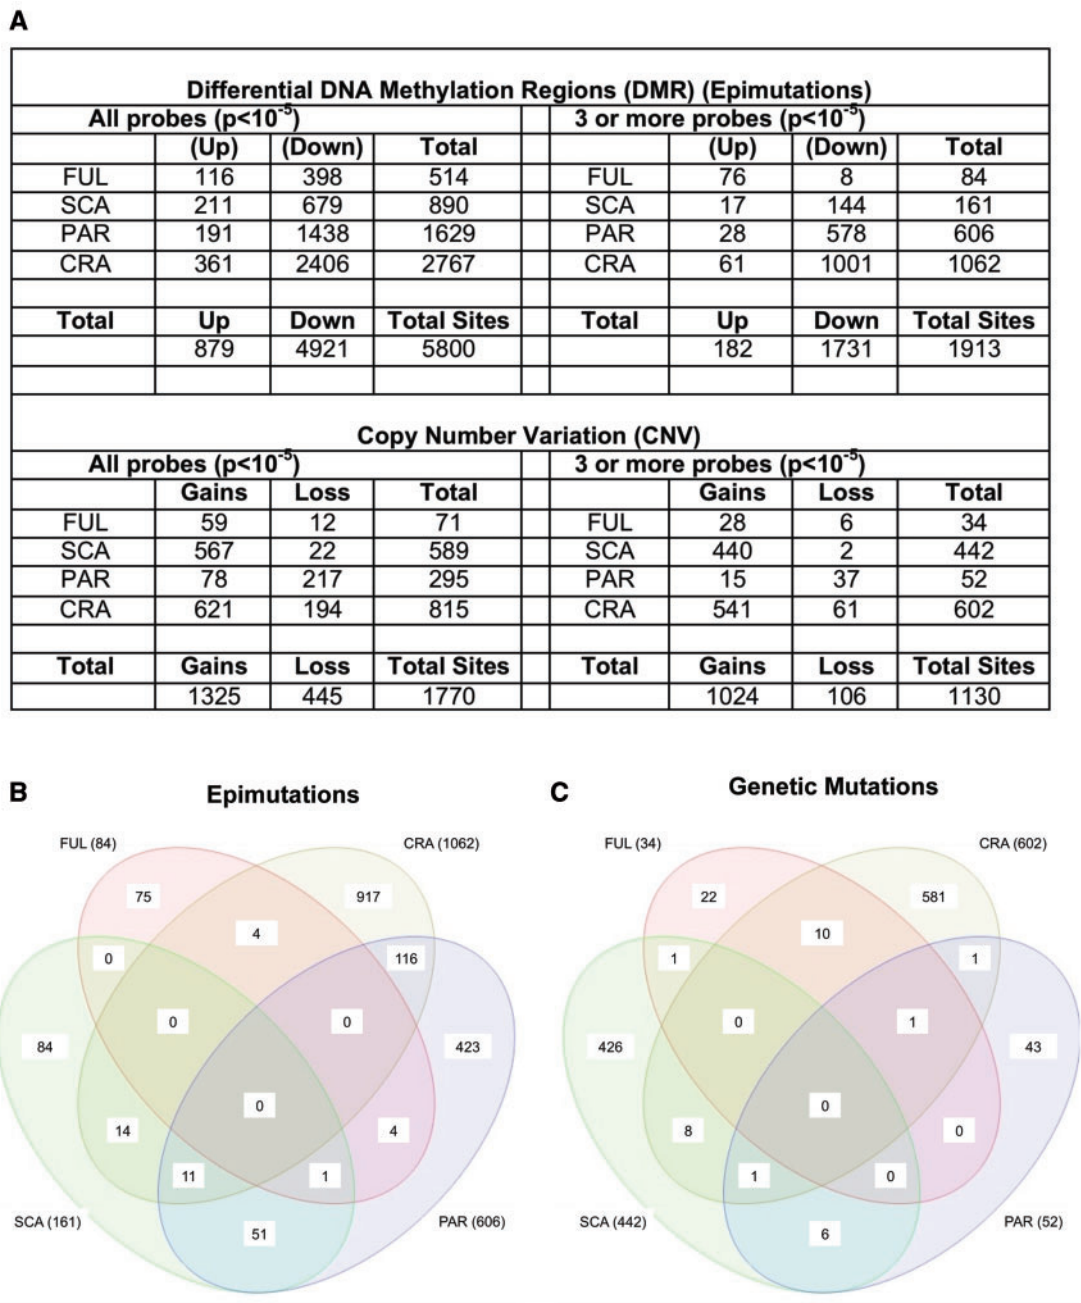 A
Differential DNA Methylation Regions (DMR) (Epimutations)
All probes (p<10⁻⁵) 3 or more probes (p<10⁻⁵)
(Up) (Down) Total (Up) (Down) Total
FUL 116 398 514 FUL 76 8 84
SCA 211 679 890 SCA 17 144 161
PAR 191 1438 1629 PAR 28 578 606
CRA 361 2406 2767 CRA 61 1001 1062
Total Up Down Total Sites Total Up Down Total Sites
879 4921 5800 182 1731 1913
Copy Number Variation (CNV)
All probes (p<10⁻⁵) 3 or more probes (p<10⁻⁵)
Gains Loss Total Gains Loss Total
FUL 59 12 71 FUL 28 6 34
SCA 567 22 589 SCA 440 2 442
PAR 78 217 295 PAR 15 37 52
CRA 621 194 815 CRA 541 61 602
Total Gains Loss Total Sites Total Gains Loss Total Sites
1325 445 1770 1024 106 1130
B
Epimutations
FUL (84) CRA (1062)
75 917
4
0 116
0 0
84 423
0
14 4
11 1
SCA (161) PAR (606)
51
C
Genetic Mutations
FUL (34) CRA (602)
22 581
10
1 1
0 1
426 43
0
8 0
1 0
SCA (442) PAR (52)
6